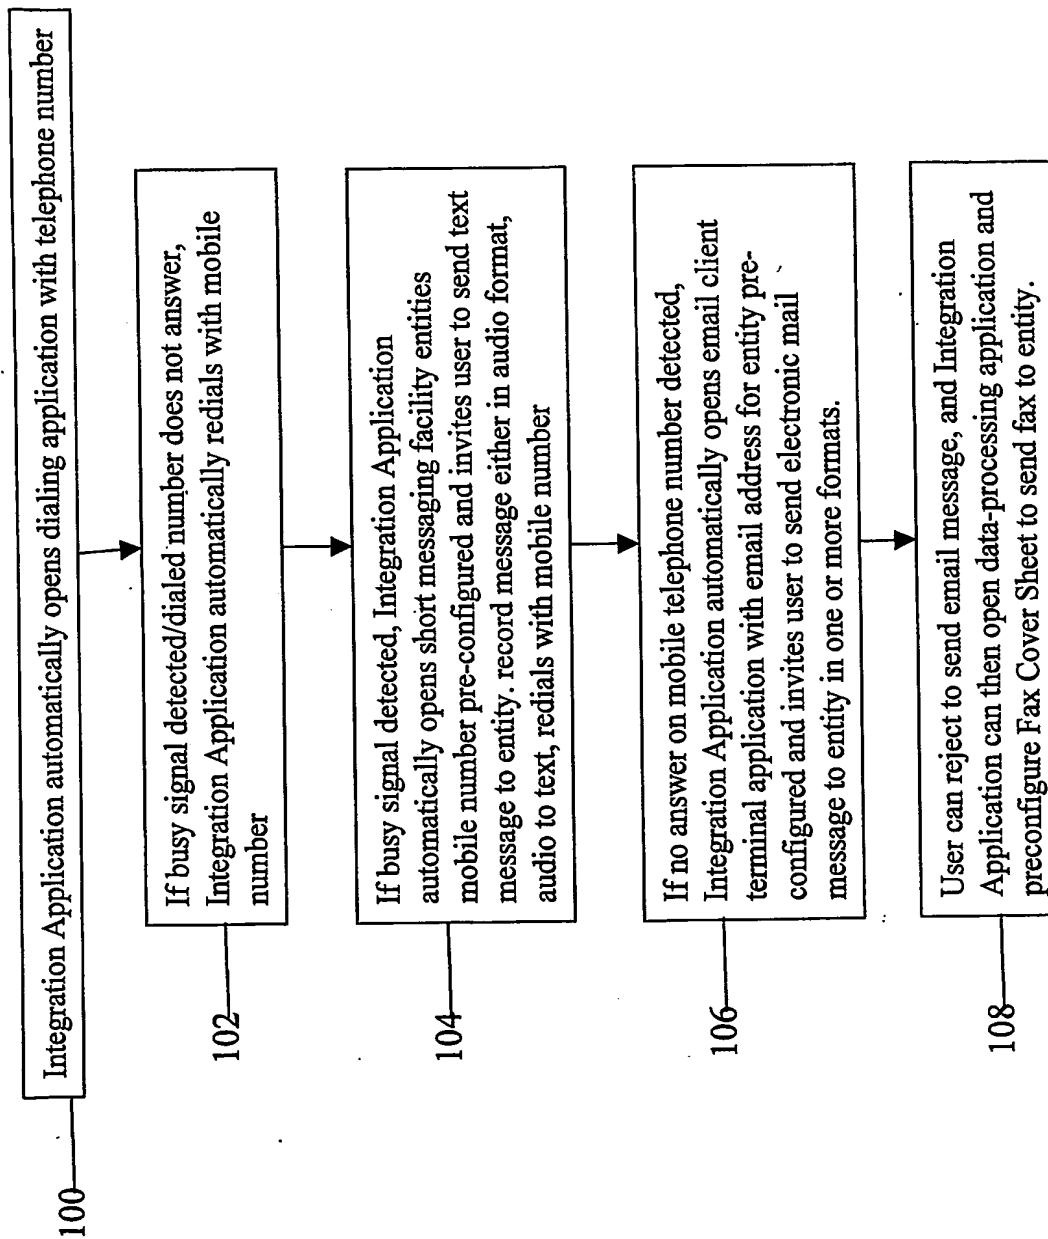 100
Integration Application automatically opens dialing application with telephone number
102
If busy signal detected/dialed number does not answer,
Integration Application automatically redials with mobile
number
104
If busy signal detected, Integration Application
automatically opens short messaging facility entities
mobile number pre-configured and invites user to send text
message to entity. record message either in audio format,
audio to text, redials with mobile number
106
If no answer on mobile telephone number detected,
Integration Application automatically opens email client
terminal application with email address for entity pre-
configured and invites user to send electronic mail
message to entity in one or more formats.
108
User can reject to send email message, and Integration
Application can then open data-processing application and
preconfigure Fax Cover Sheet to send fax to entity.